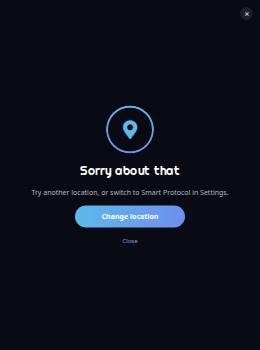 Sorry about that
Try another location, or switch to Smart Protocol in Settings.
Change location
Close